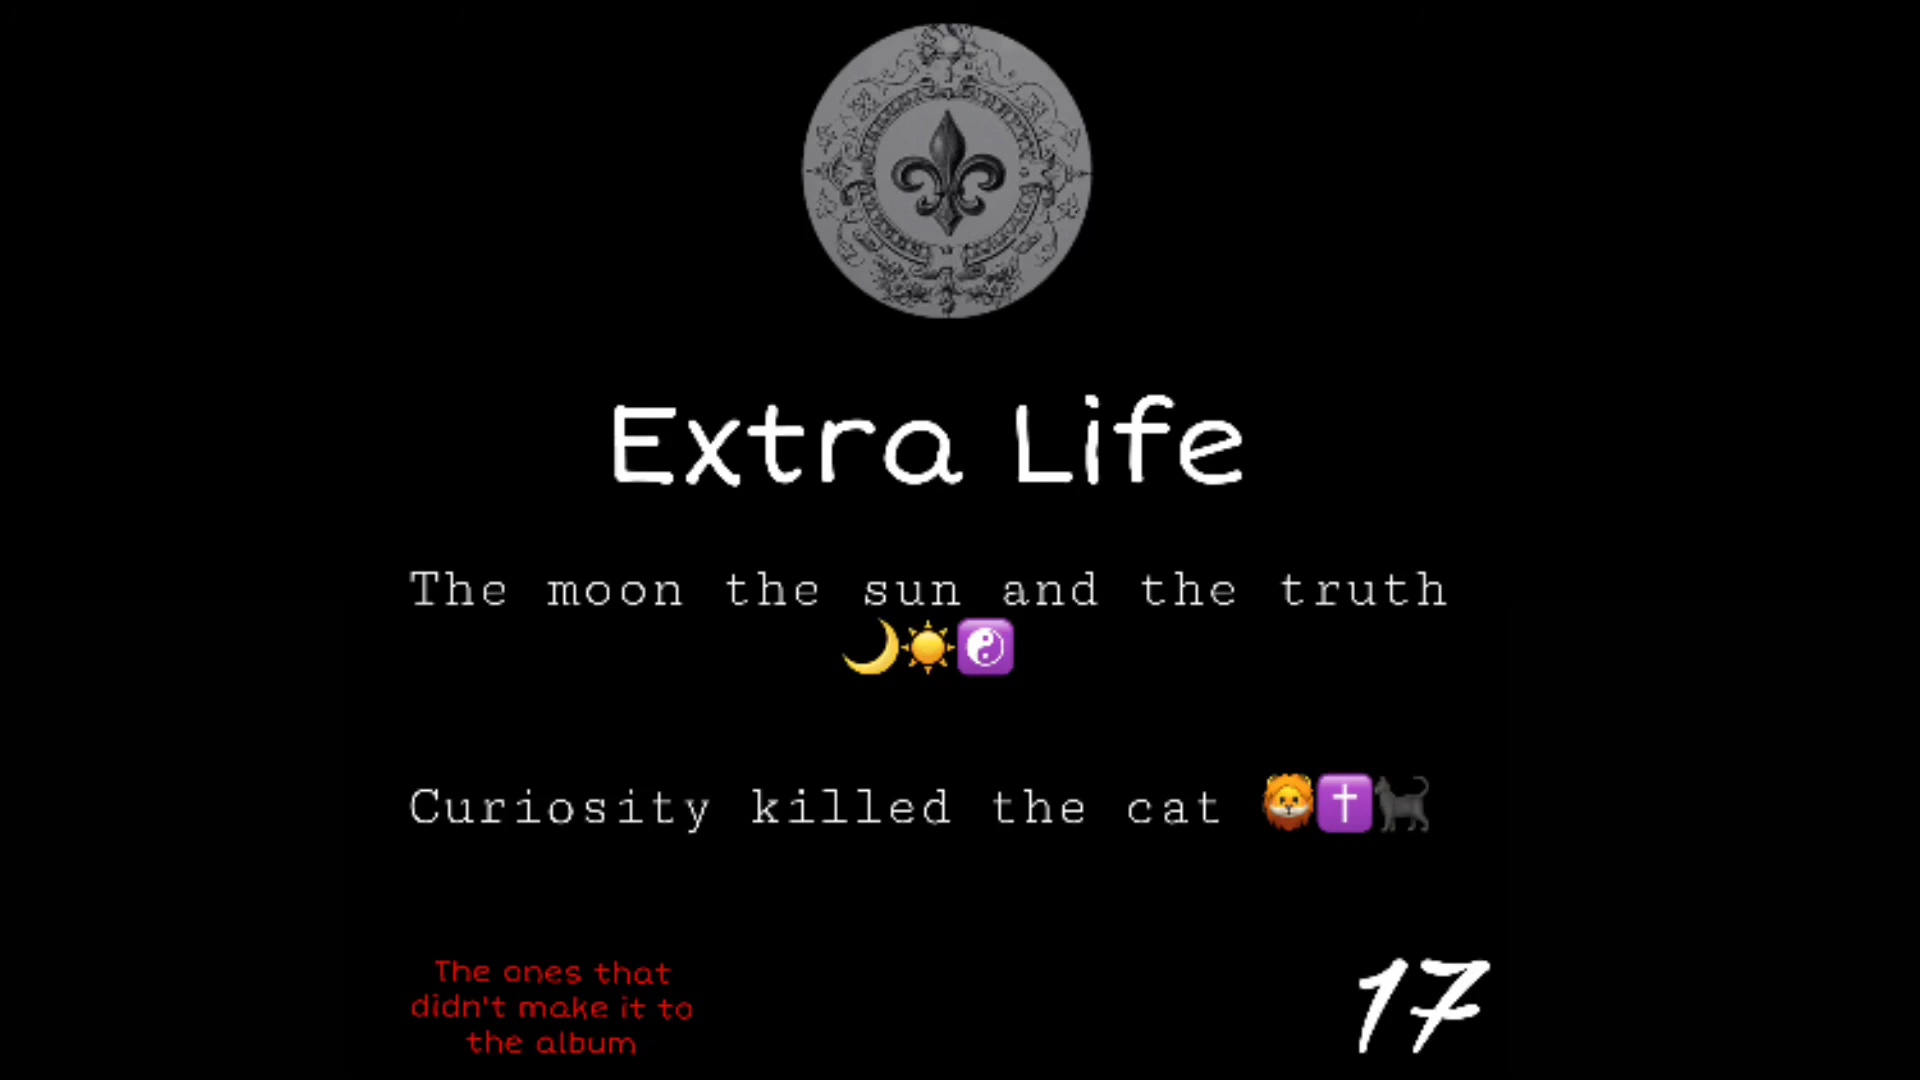 Extra Life
The moon the sun and the truth
🌙☀️☯️
Curiosity killed the cat 🦁✝️🐈‍⬛
The ones that
didn't make it to
the album
17